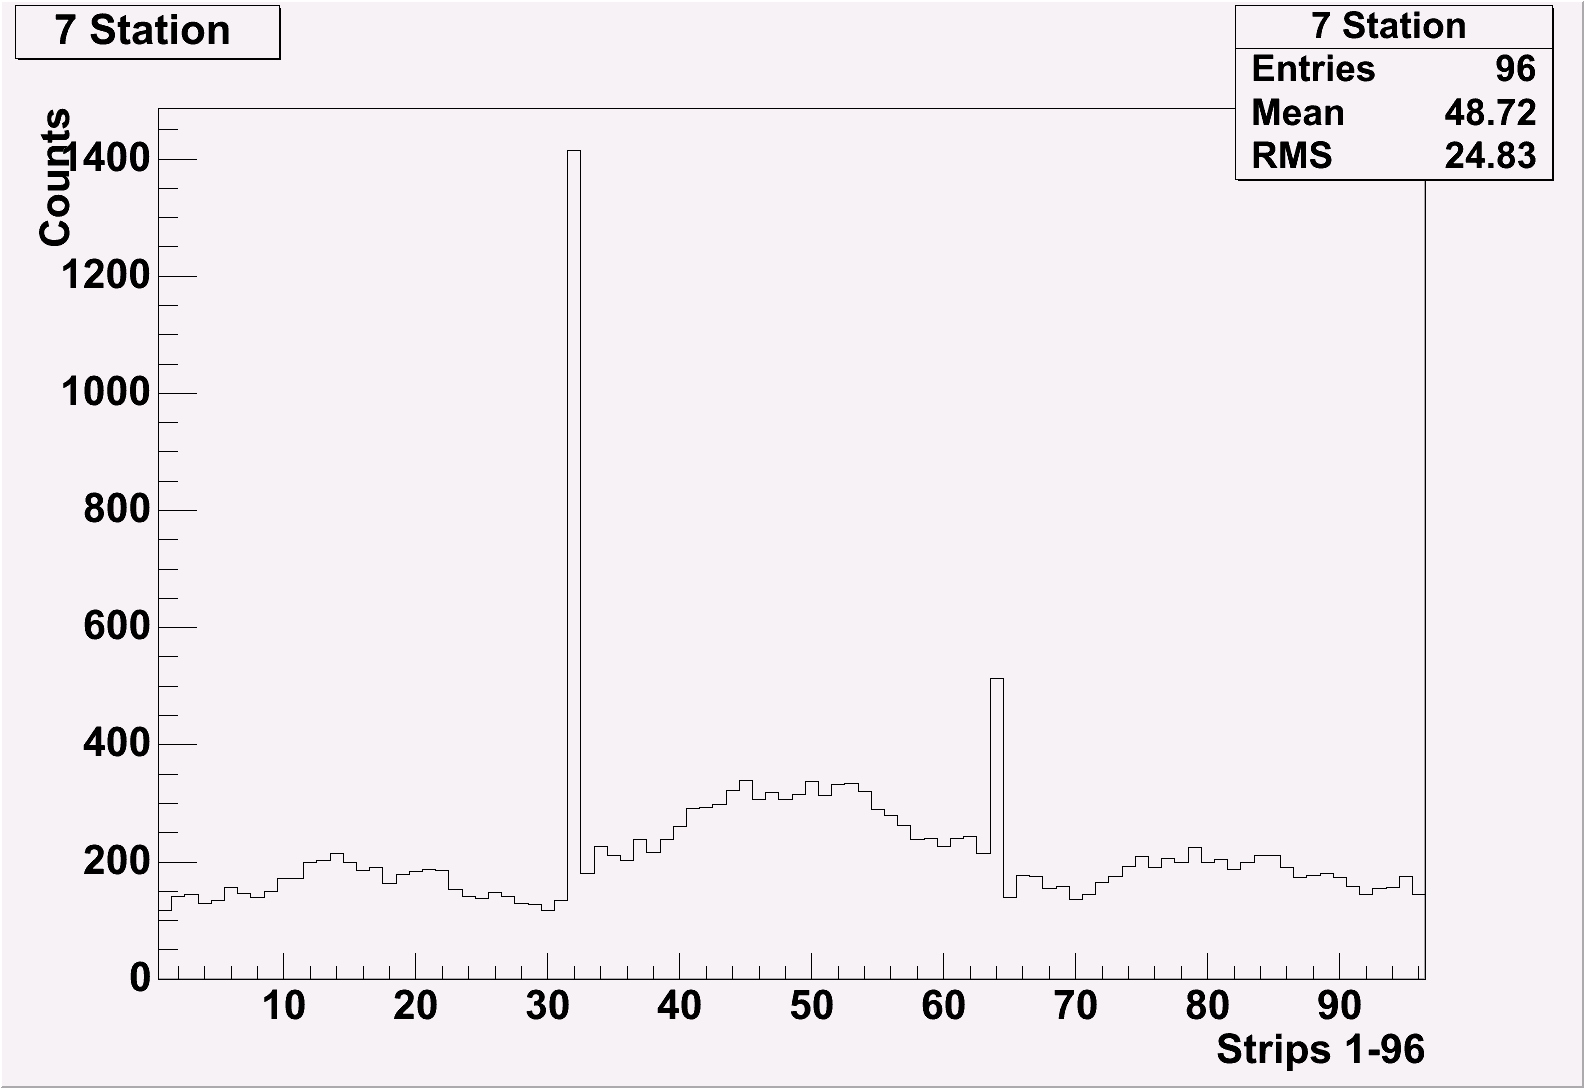 7 Station
7 Station
Entries 96
Mean 48.72
RMS 24.83
Counts
1400
1200
1000
800
600
400
200
0
10 20 30 40 50 60 70 80 90
Strips 1-96